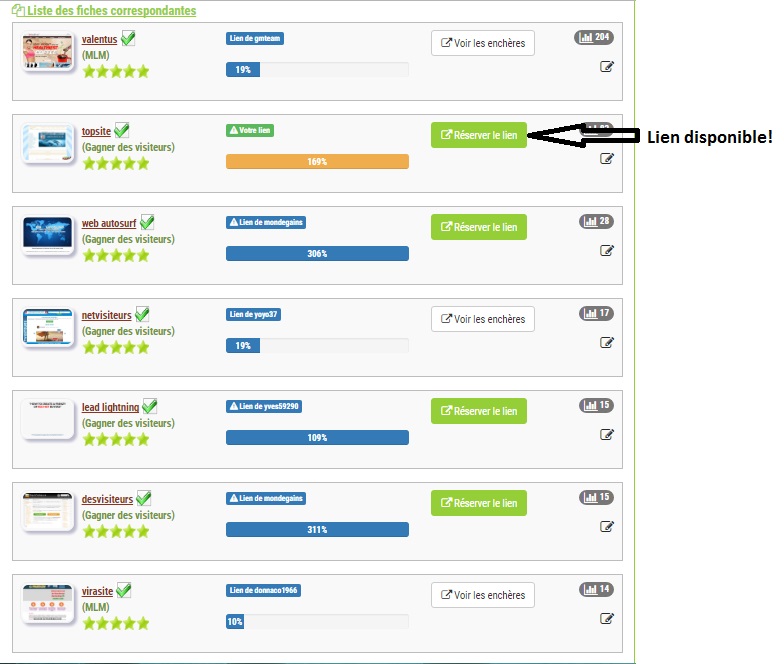 Liste des fiches correspondantes
valentus
(MLM)
Lien de gmteam
19%
Voir les enchères
204
topsite
(Gagner des visiteurs)
Votre lien
169%
Réserver le lien
Lien disponible!
web autosurf
(Gagner des visiteurs)
Lien de mondegains
306%
Réserver le lien
28
netvisiteurs
(Gagner des visiteurs)
Lien de yoyo37
19%
Voir les enchères
17
lead lightning
(Gagner des visiteurs)
Lien de yves59290
109%
Réserver le lien
15
desvisiteurs
(Gagner des visiteurs)
Lien de mondegains
311%
Réserver le lien
15
virasite
(MLM)
Lien de donnaco1966
10%
Voir les enchères
14